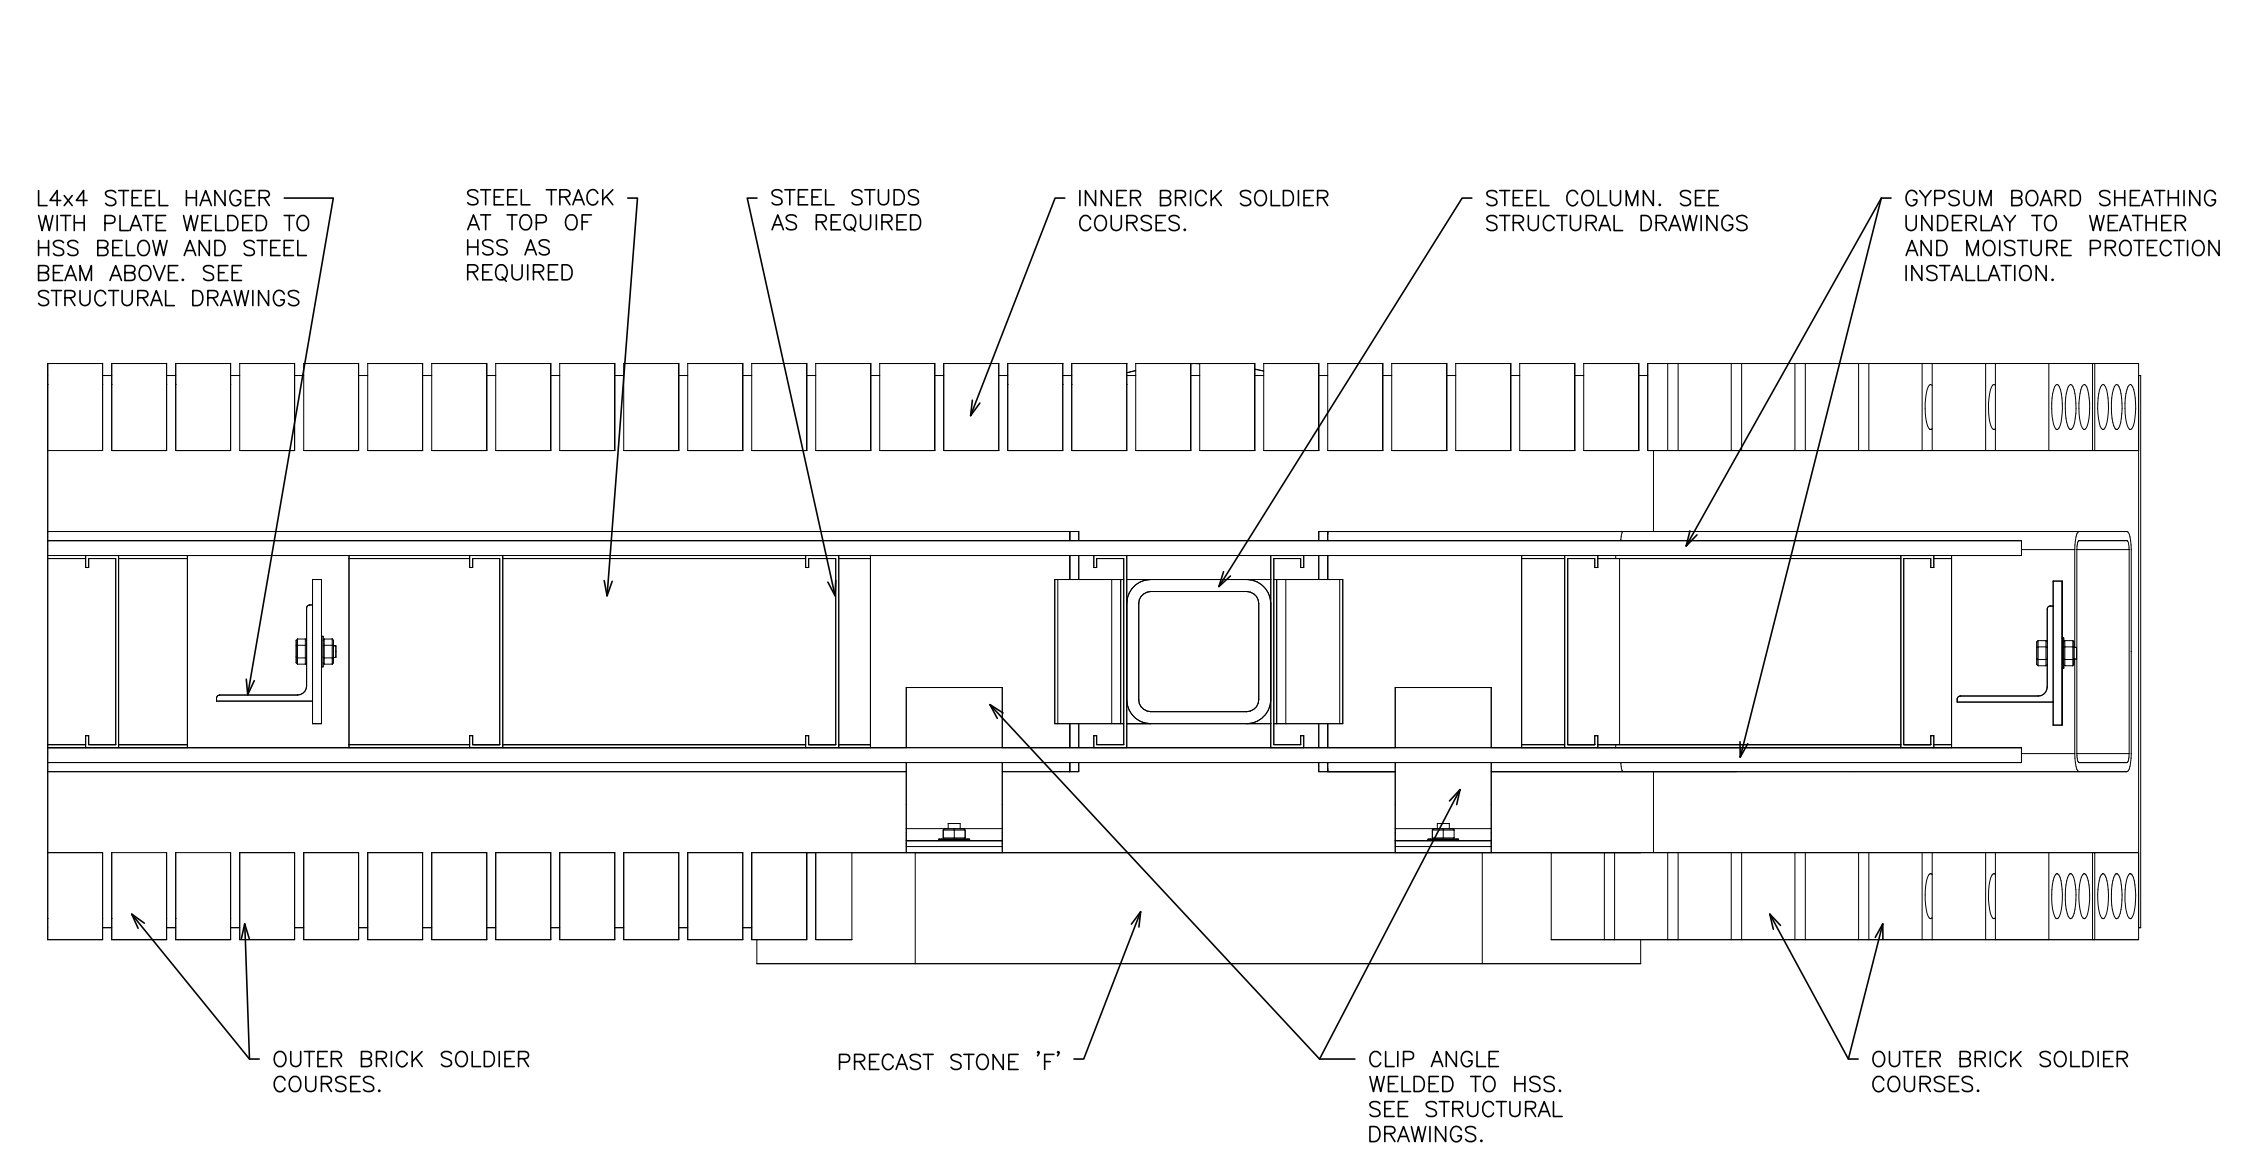 L4x4 STEEL HANGER
WITH PLATE WELDED TO
HSS BELOW AND STEEL
BEAM ABOVE. SEE
STRUCTURAL DRAWINGS
STEEL TRACK
AT TOP OF
HSS AS
REQUIRED
STEEL STUDS
AS REQUIRED
INNER BRICK SOLDIER
COURSES.
STEEL COLUMN. SEE
STRUCTURAL DRAWINGS
GYPSUM BOARD SHEATHING
UNDERLAY TO WEATHER
AND MOISTURE PROTECTION
INSTALLATION.
OUTER BRICK SOLDIER
COURSES.
PRECAST STONE 'F'
CLIP ANGLE
WELDED TO HSS.
SEE STRUCTURAL
DRAWINGS.
OUTER BRICK SOLDIER
COURSES.